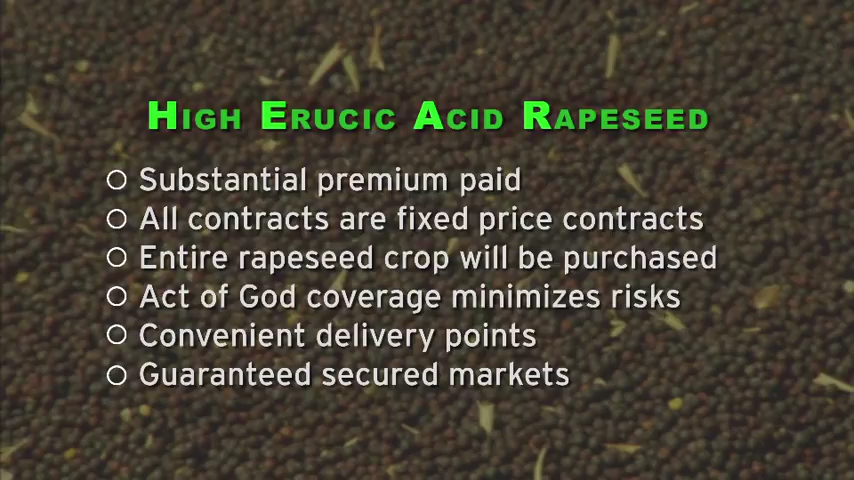 High Erucic Acid Rapeseed
Substantial premium paid
All contracts are fixed price contracts
Entire rapeseed crop will be purchased
Act of God coverage minimizes risks
Convenient delivery points
Guaranteed secured markets